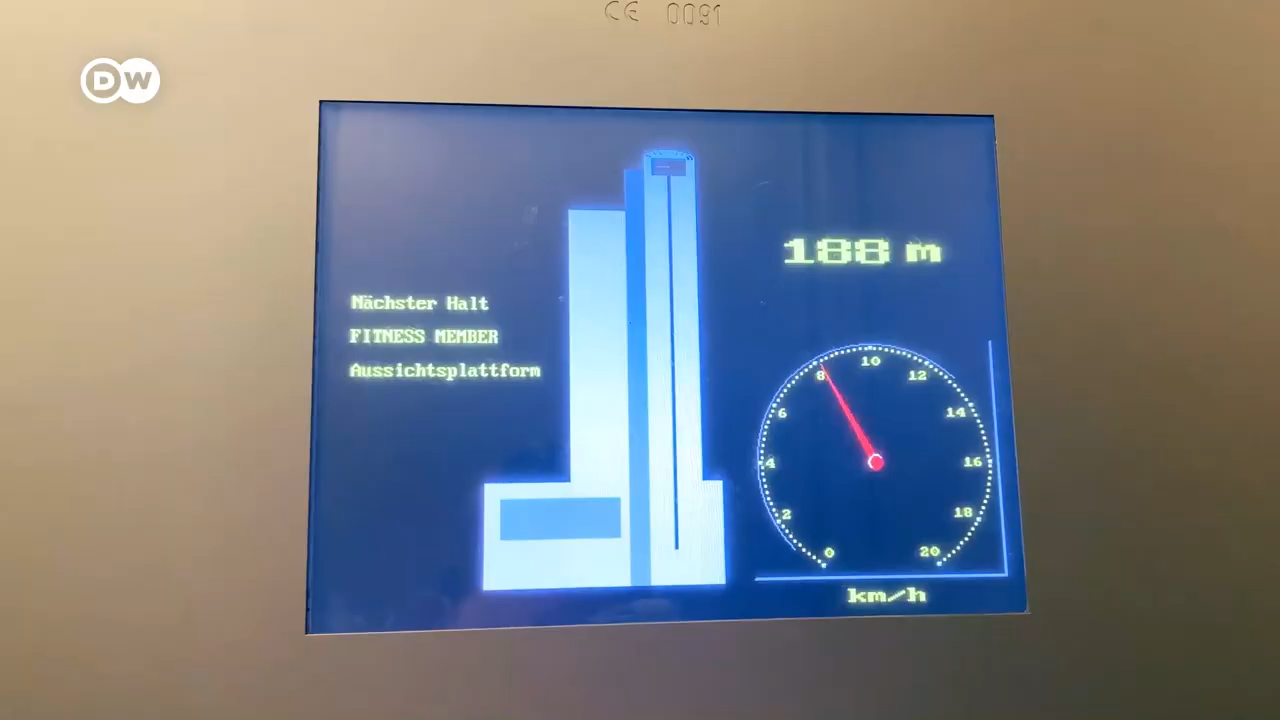 CE 0091
DW
188 m
Nächster Halt
FITNESS MEMBER
Aussichtsplattform
0
2
4
6
8
10
12
14
16
18
20
km/h